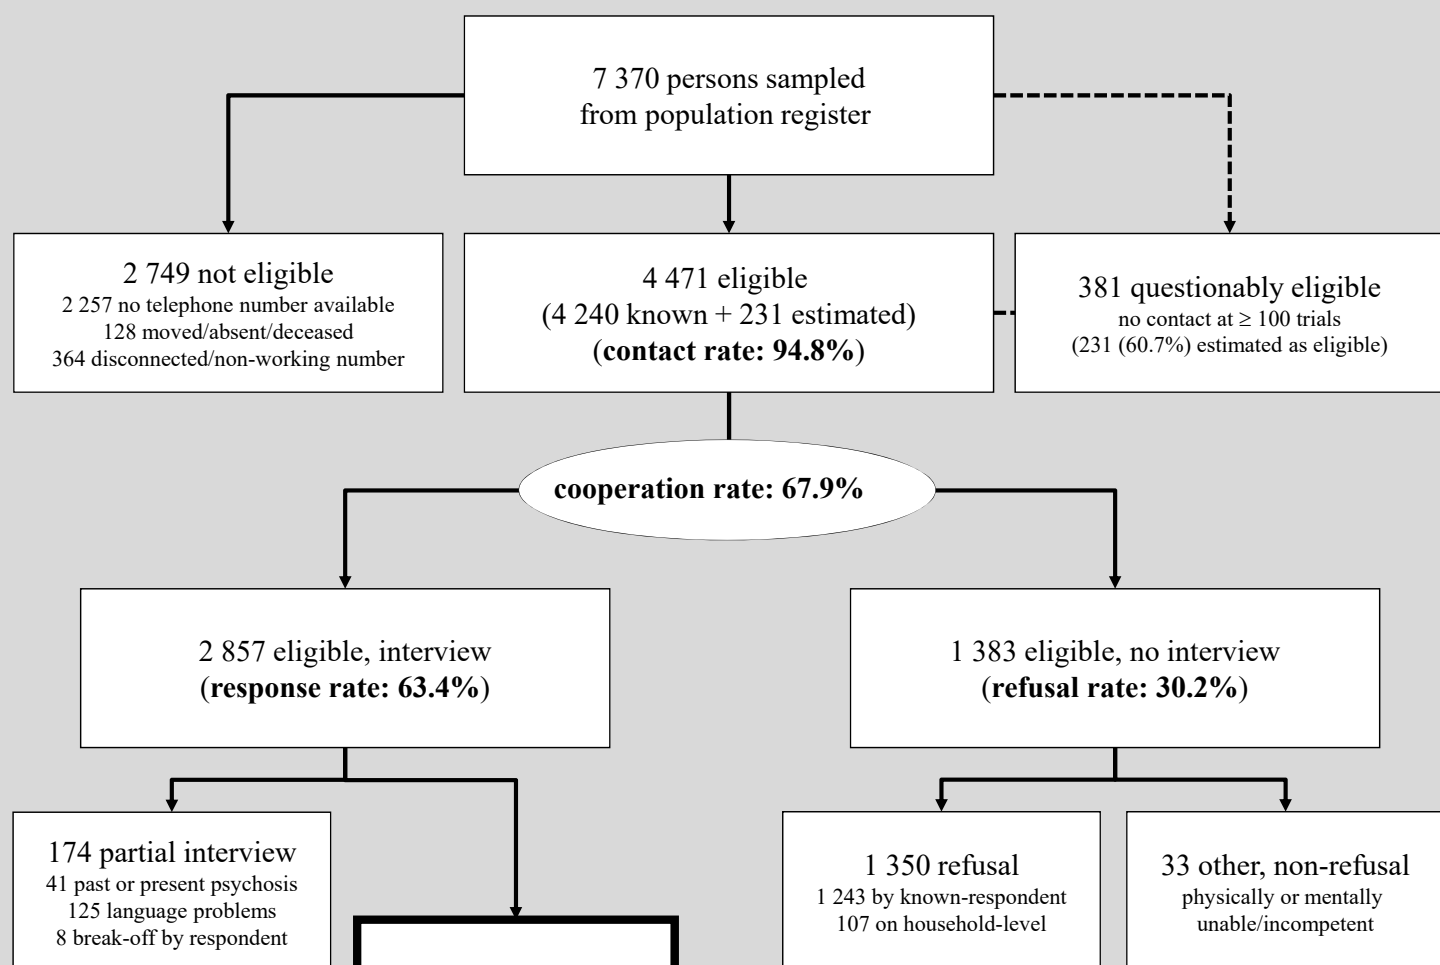 7 370 persons sampled
from population register
2 749 not eligible
2 257 no telephone number available
128 moved/absent/deceased
364 disconnected/non-working number
4 471 eligible
(4 240 known + 231 estimated)
(contact rate: 94.8%)
381 questionably eligible
no contact at ≥ 100 trials
(231 (60.7%) estimated as eligible)
cooperation rate: 67.9%
2 857 eligible, interview
(response rate: 63.4%)
1 383 eligible, no interview
(refusal rate: 30.2%)
174 partial interview
41 past or present psychosis
125 language problems
8 break-off by respondent
1 350 refusal
1 243 by known-respondent
107 on household-level
33 other, non-refusal
physically or mentally
unable/incompetent